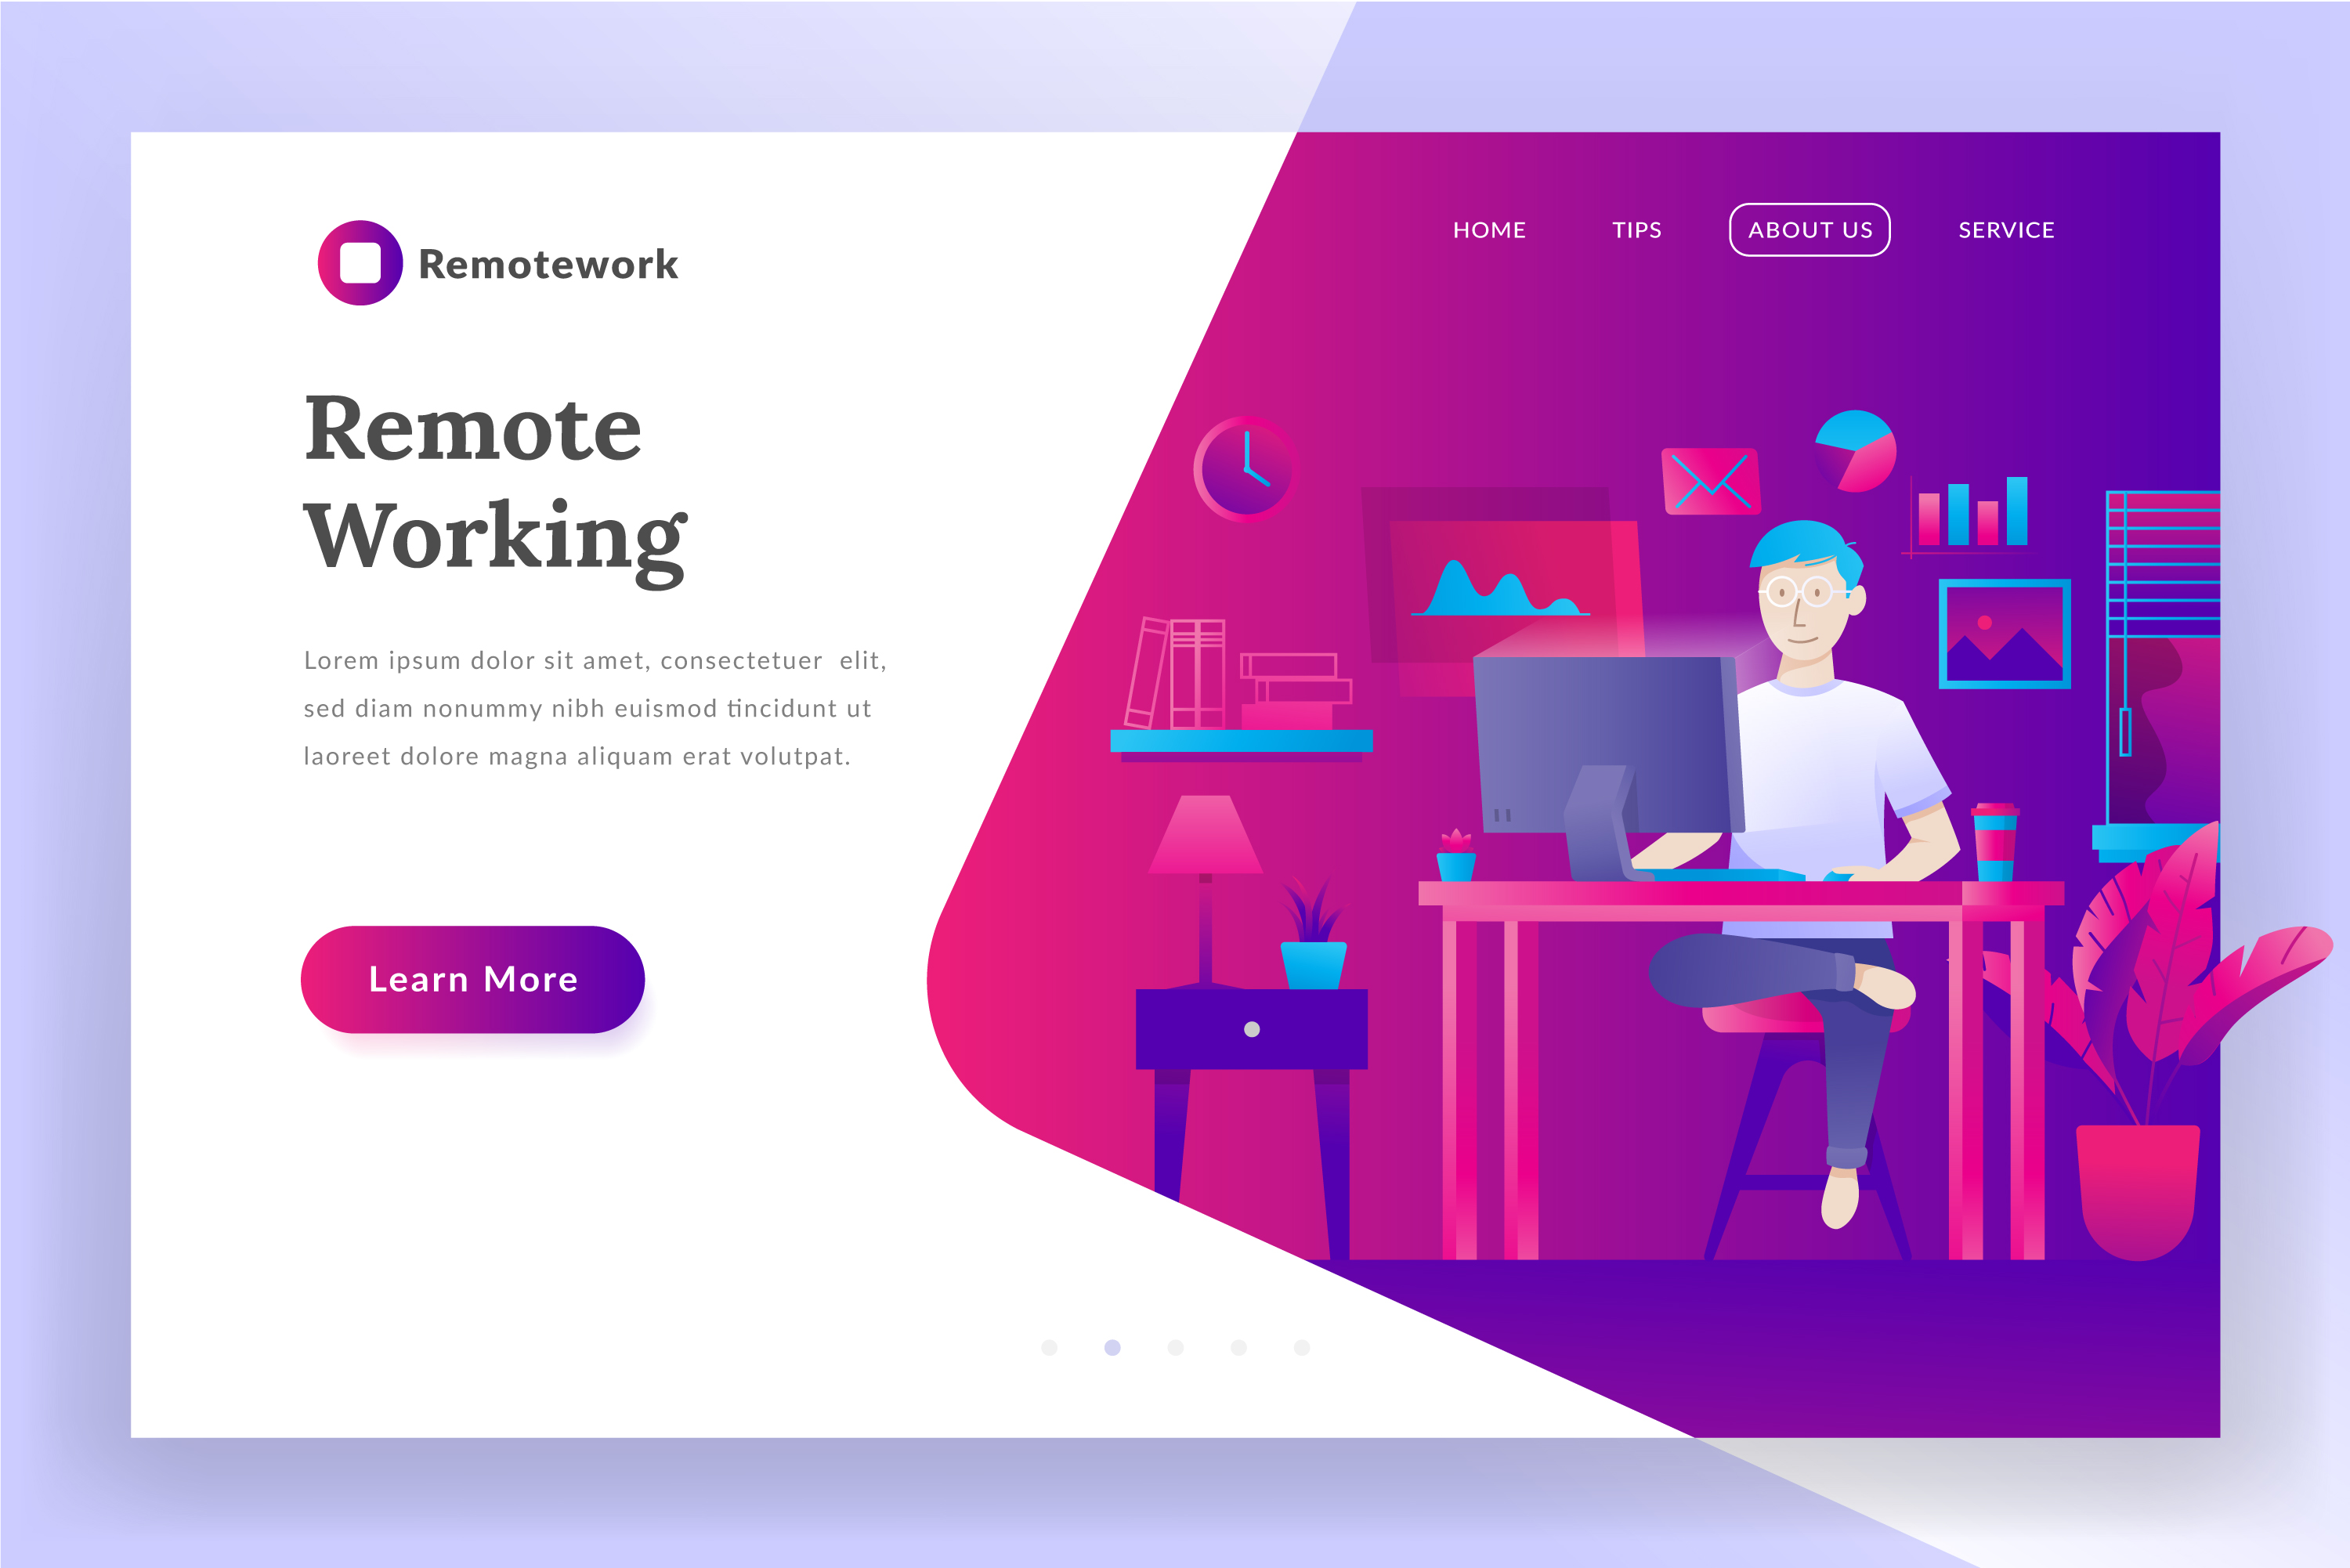 HOME TIPS ABOUT US SERVICE
Remotework
Remote
Working
Lorem ipsum dolor sit amet, consectetuer elit,
sed diam nonummy nibh euismod tincidunt ut
laoreet dolore magna aliquam erat volutpat.
Learn More